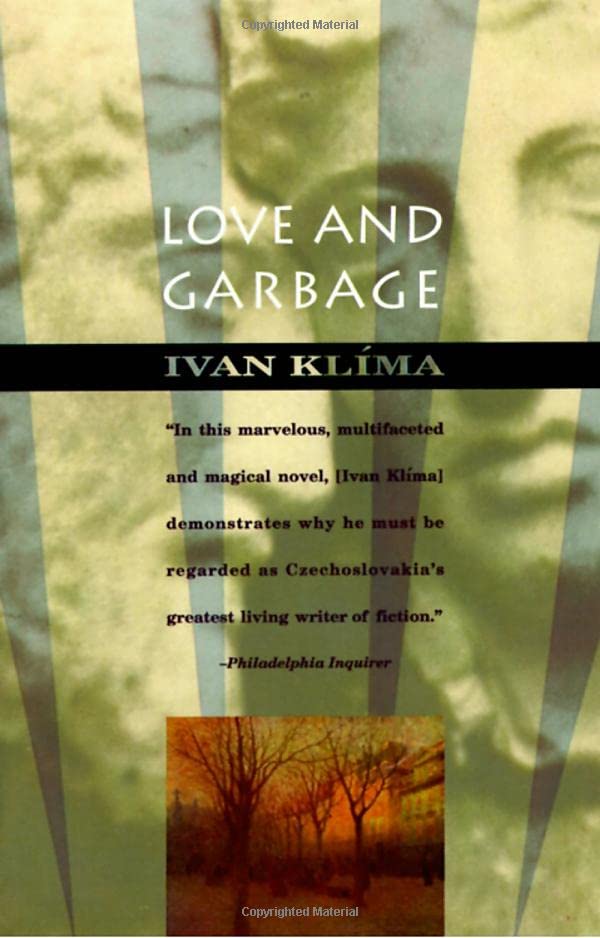 Copyrighted Material
LOVE AND
GARBAGE
IVAN KLÍMA
“In this marvelous, multifaceted
and magical novel, [Ivan Klíma]
demonstrates why he must be
regarded as Czechoslovakia’s
greatest living writer of fiction.”
–Philadelphia Inquirer
Copyrighted Material